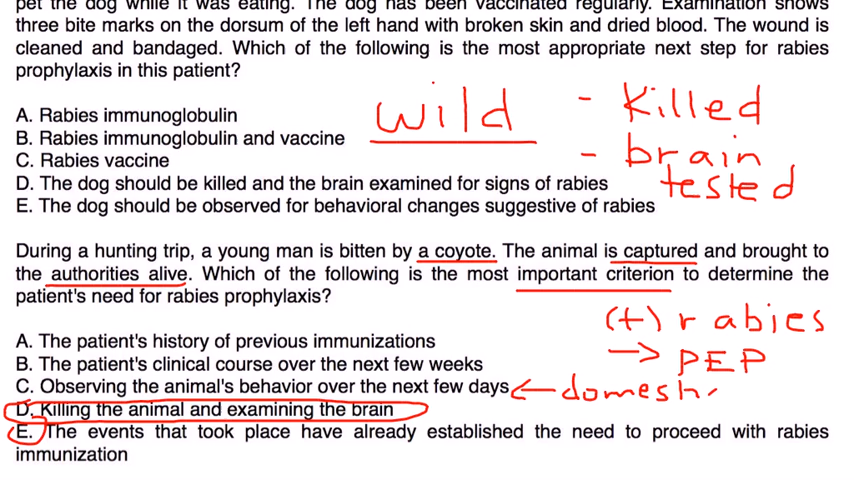 pet the dog while it was eating. The dog has been vaccinated regularly. Examination shows
three bite marks on the dorsum of the left hand with broken skin and dried blood. The wound is
cleaned and bandaged. Which of the following is the most appropriate next step for rabies
prophylaxis in this patient?
A. Rabies immunoglobulin
B. Rabies immunoglobulin and vaccine
C. Rabies vaccine
D. The dog should be killed and the brain examined for signs of rabies
E. The dog should be observed for behavioral changes suggestive of rabies
wild
- Killed
- brain
tested
During a hunting trip, a young man is bitten by a coyote. The animal is captured and brought to
the authorities alive. Which of the following is the most important criterion to determine the
patient's need for rabies prophylaxis?
A. The patient's history of previous immunizations
B. The patient's clinical course over the next few weeks
C. Observing the animal's behavior over the next few days
D. Killing the animal and examining the brain
E. The events that took place have already established the need to proceed with rabies
immunization
(+) rabies
→ PEP
← domesti